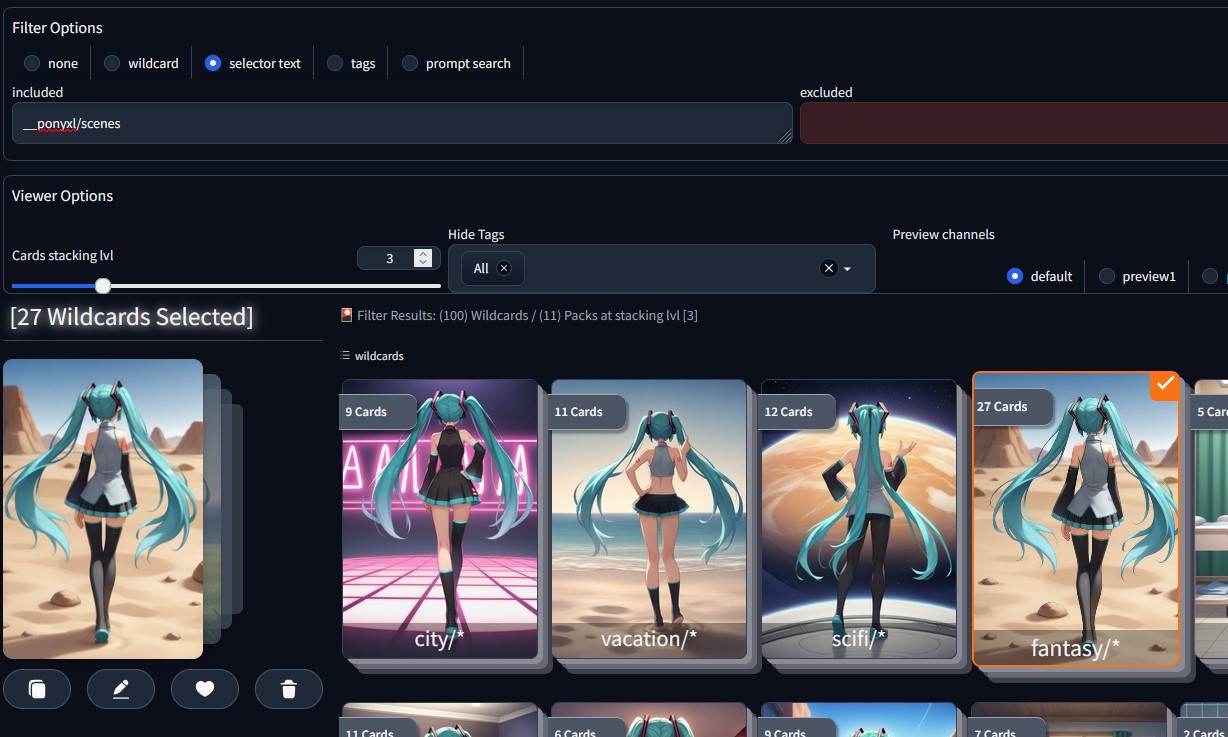 Filter Options
none wildcard selector text tags prompt search
included excluded
__ponyxl/scenes
Viewer Options
Hide Tags Preview channels
Cards stacking lvl 3
All default preview1
[27 Wildcards Selected]
Filter Results: (100) Wildcards / (11) Packs at stacking lvl [3]
wildcards
9 Cards 11 Cards 12 Cards 27 Cards 5
city/* vacation/* scifi/* fantasy/*
11 Cards 6 Cards 9 Cards 7 Cards 2 Cards